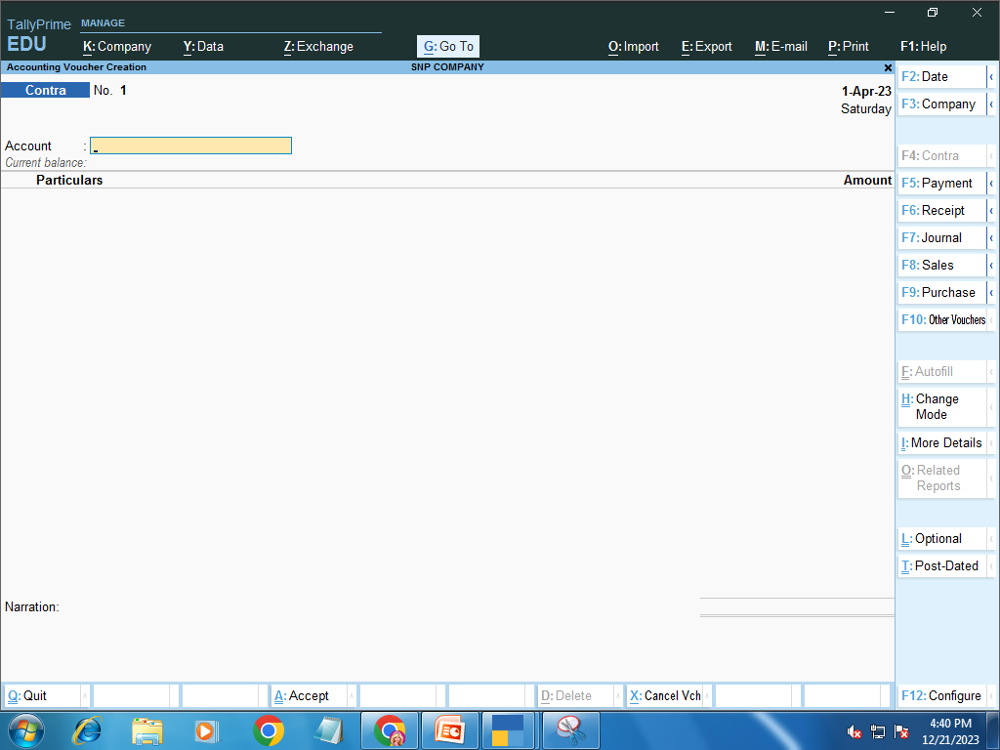 TallyPrime
EDU
MANAGE
K: Company Y: Data Z: Exchange G: Go To O: Import E: Export M: E-mail P: Print F1: Help
Accounting Voucher Creation SNP COMPANY ×
Contra No. 1 1-Apr-23
Saturday
Account :
Current balance:
Particulars Amount
Narration:
F2: Date
F3: Company
F4: Contra
F5: Payment
F6: Receipt
F7: Journal
F8: Sales
F9: Purchase
F10: Other Vouchers
F: Autofill
H: Change
Mode
I: More Details
O: Related
Reports
L: Optional
T: Post-Dated
Q: Quit A: Accept D: Delete X: Cancel Vch F12: Configure
4:40 PM
12/21/2023